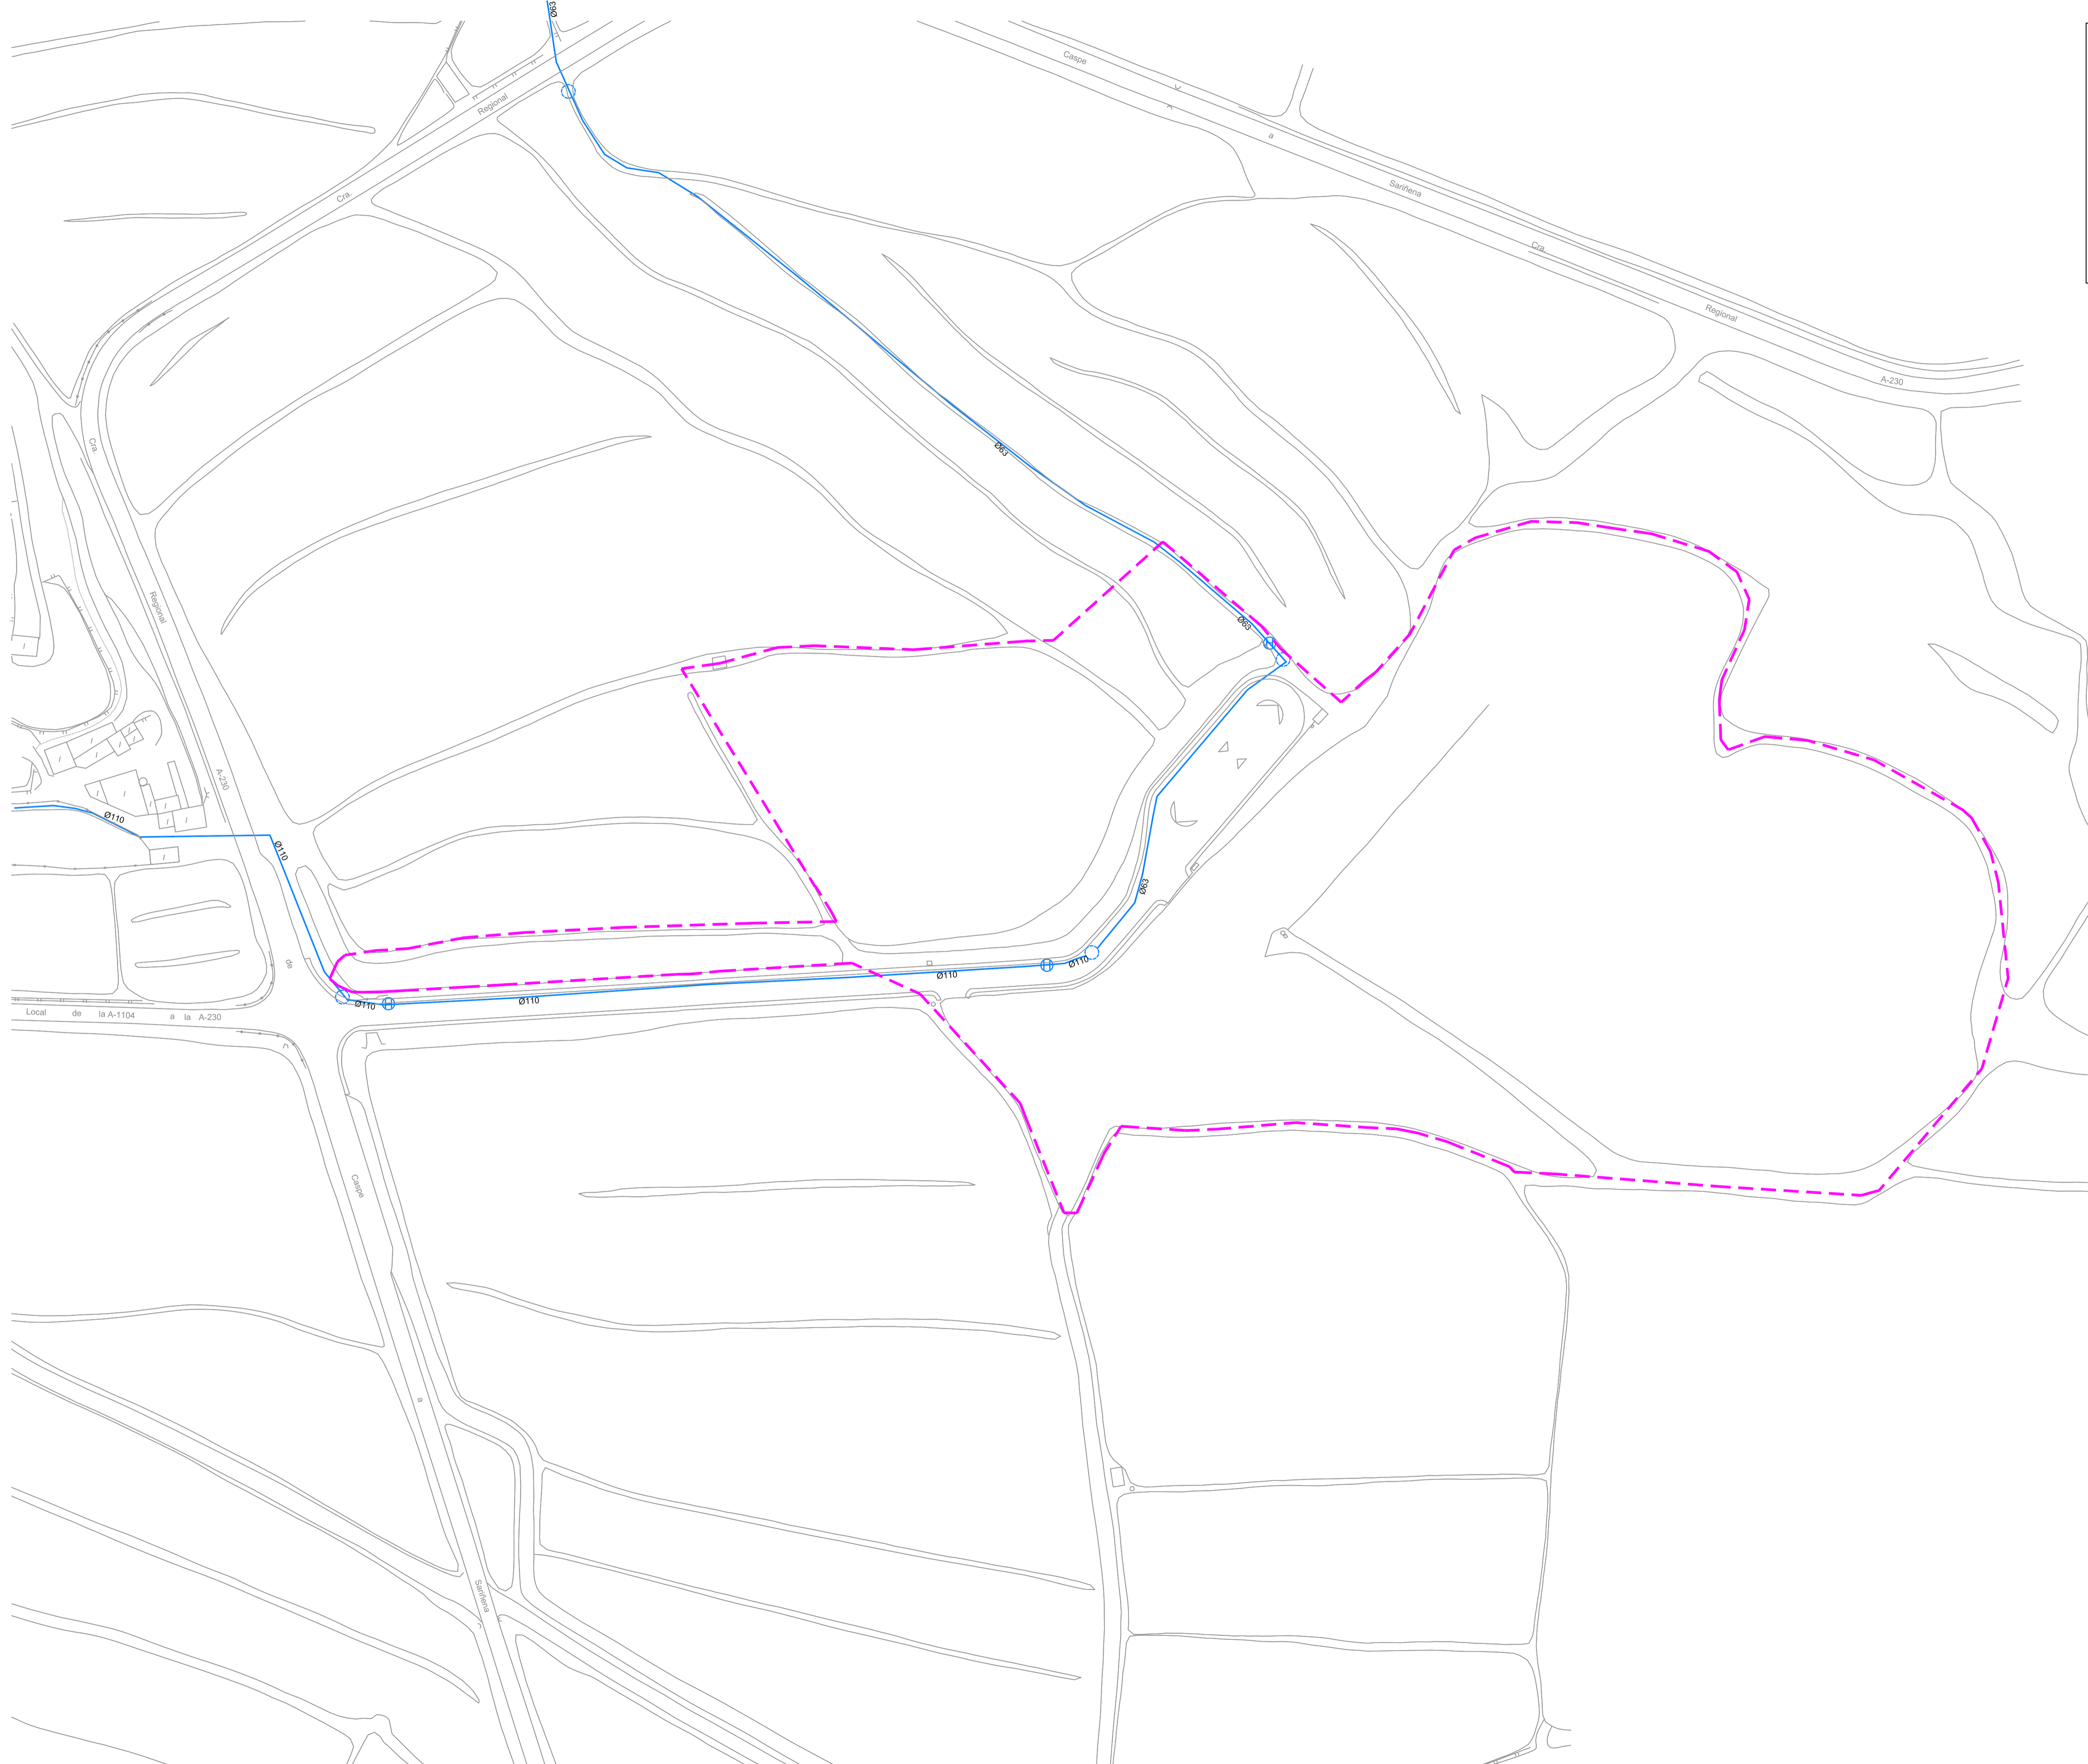 Ø63
Caspe
Regional
a
Sariñena
Cra.
Cra.
Regional
A-230
Cra.
Ø63
Regional
Ø63
A-230
Ø110
Ø110
Ø63
de
Ø110
Ø110
Ø110
Ø110
Local de la A-1104 a la A-230
Caspe
a
Sariñena